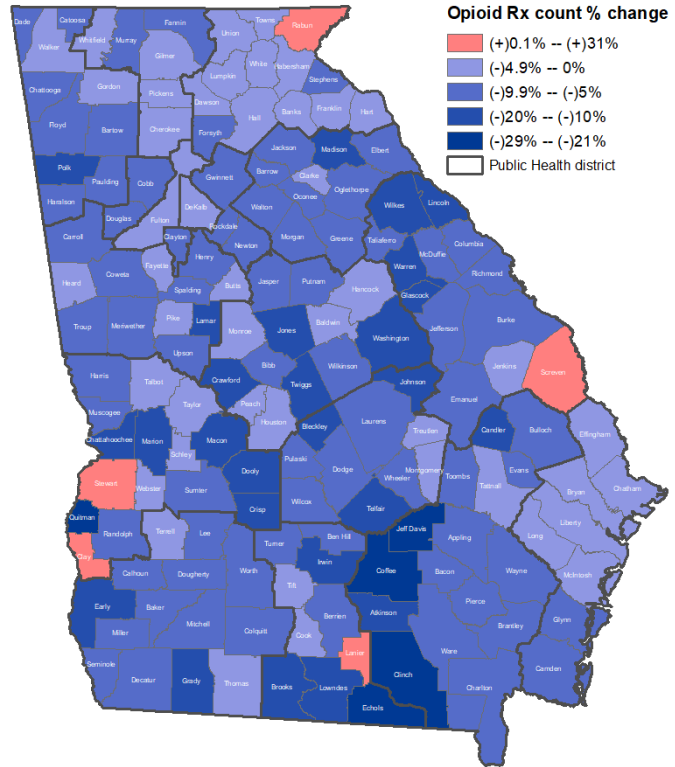 Opioid Rx count % change
(+)0.1% -- (+)31%
(-)4.9% -- 0%
(-)9.9% -- (-)5%
(-)20% -- (-)10%
(-)29% -- (-)21%
Public Health district
Dade
Catoosa
Fannin
Towns
Rabun
Walker
Whitfield
Murray
Union
Gilmer
White
Habersham
Lumpkin
Stephens
Chattooga
Gordon
Pickens
Dawson
Banks
Franklin
Hart
Floyd
Bartow
Cherokee
Forsyth
Hall
Jackson
Madison
Elbert
Polk
Paulding
Cobb
Gwinnett
Barrow
Clarke
Oglethorpe
Oconee
Haralson
Douglas
Fulton
DeKalb
Walton
Wilkes
Lincoln
Rockdale
Carroll
Clayton
Newton
Morgan
Greene
Taliaferro
Columbia
McDuffie
Henry
Fayette
Coweta
Heard
Spalding
Butts
Jasper
Putnam
Hancock
Warren
Richmond
Glascock
Troup
Meriwether
Pike
Lamar
Monroe
Jones
Baldwin
Washington
Jefferson
Burke
Upson
Bibb
Wilkinson
Jenkins
Screven
Harris
Talbot
Crawford
Twiggs
Johnson
Emanuel
Taylor
Peach
Houston
Muscogee
Laurens
Treutlen
Candler
Bulloch
Effingham
Chattahoochee
Marion
Macon
Bleckley
Schley
Pulaski
Dodge
Wheeler
Montgomery
Toombs
Tattnall
Evans
Bryan
Chatham
Stewart
Webster
Sumter
Dooly
Crisp
Wilcox
Telfair
Long
Liberty
Quitman
Randolph
Terrell
Lee
Turner
Ben Hill
Jeff Davis
Appling
Wayne
McIntosh
Clay
Calhoun
Dougherty
Worth
Irwin
Coffee
Bacon
Tift
Early
Baker
Mitchell
Colquitt
Berrien
Atkinson
Pierce
Glynn
Miller
Cook
Brantley
Lanier
Ware
Seminole
Decatur
Grady
Thomas
Brooks
Lowndes
Clinch
Charlton
Camden
Echols